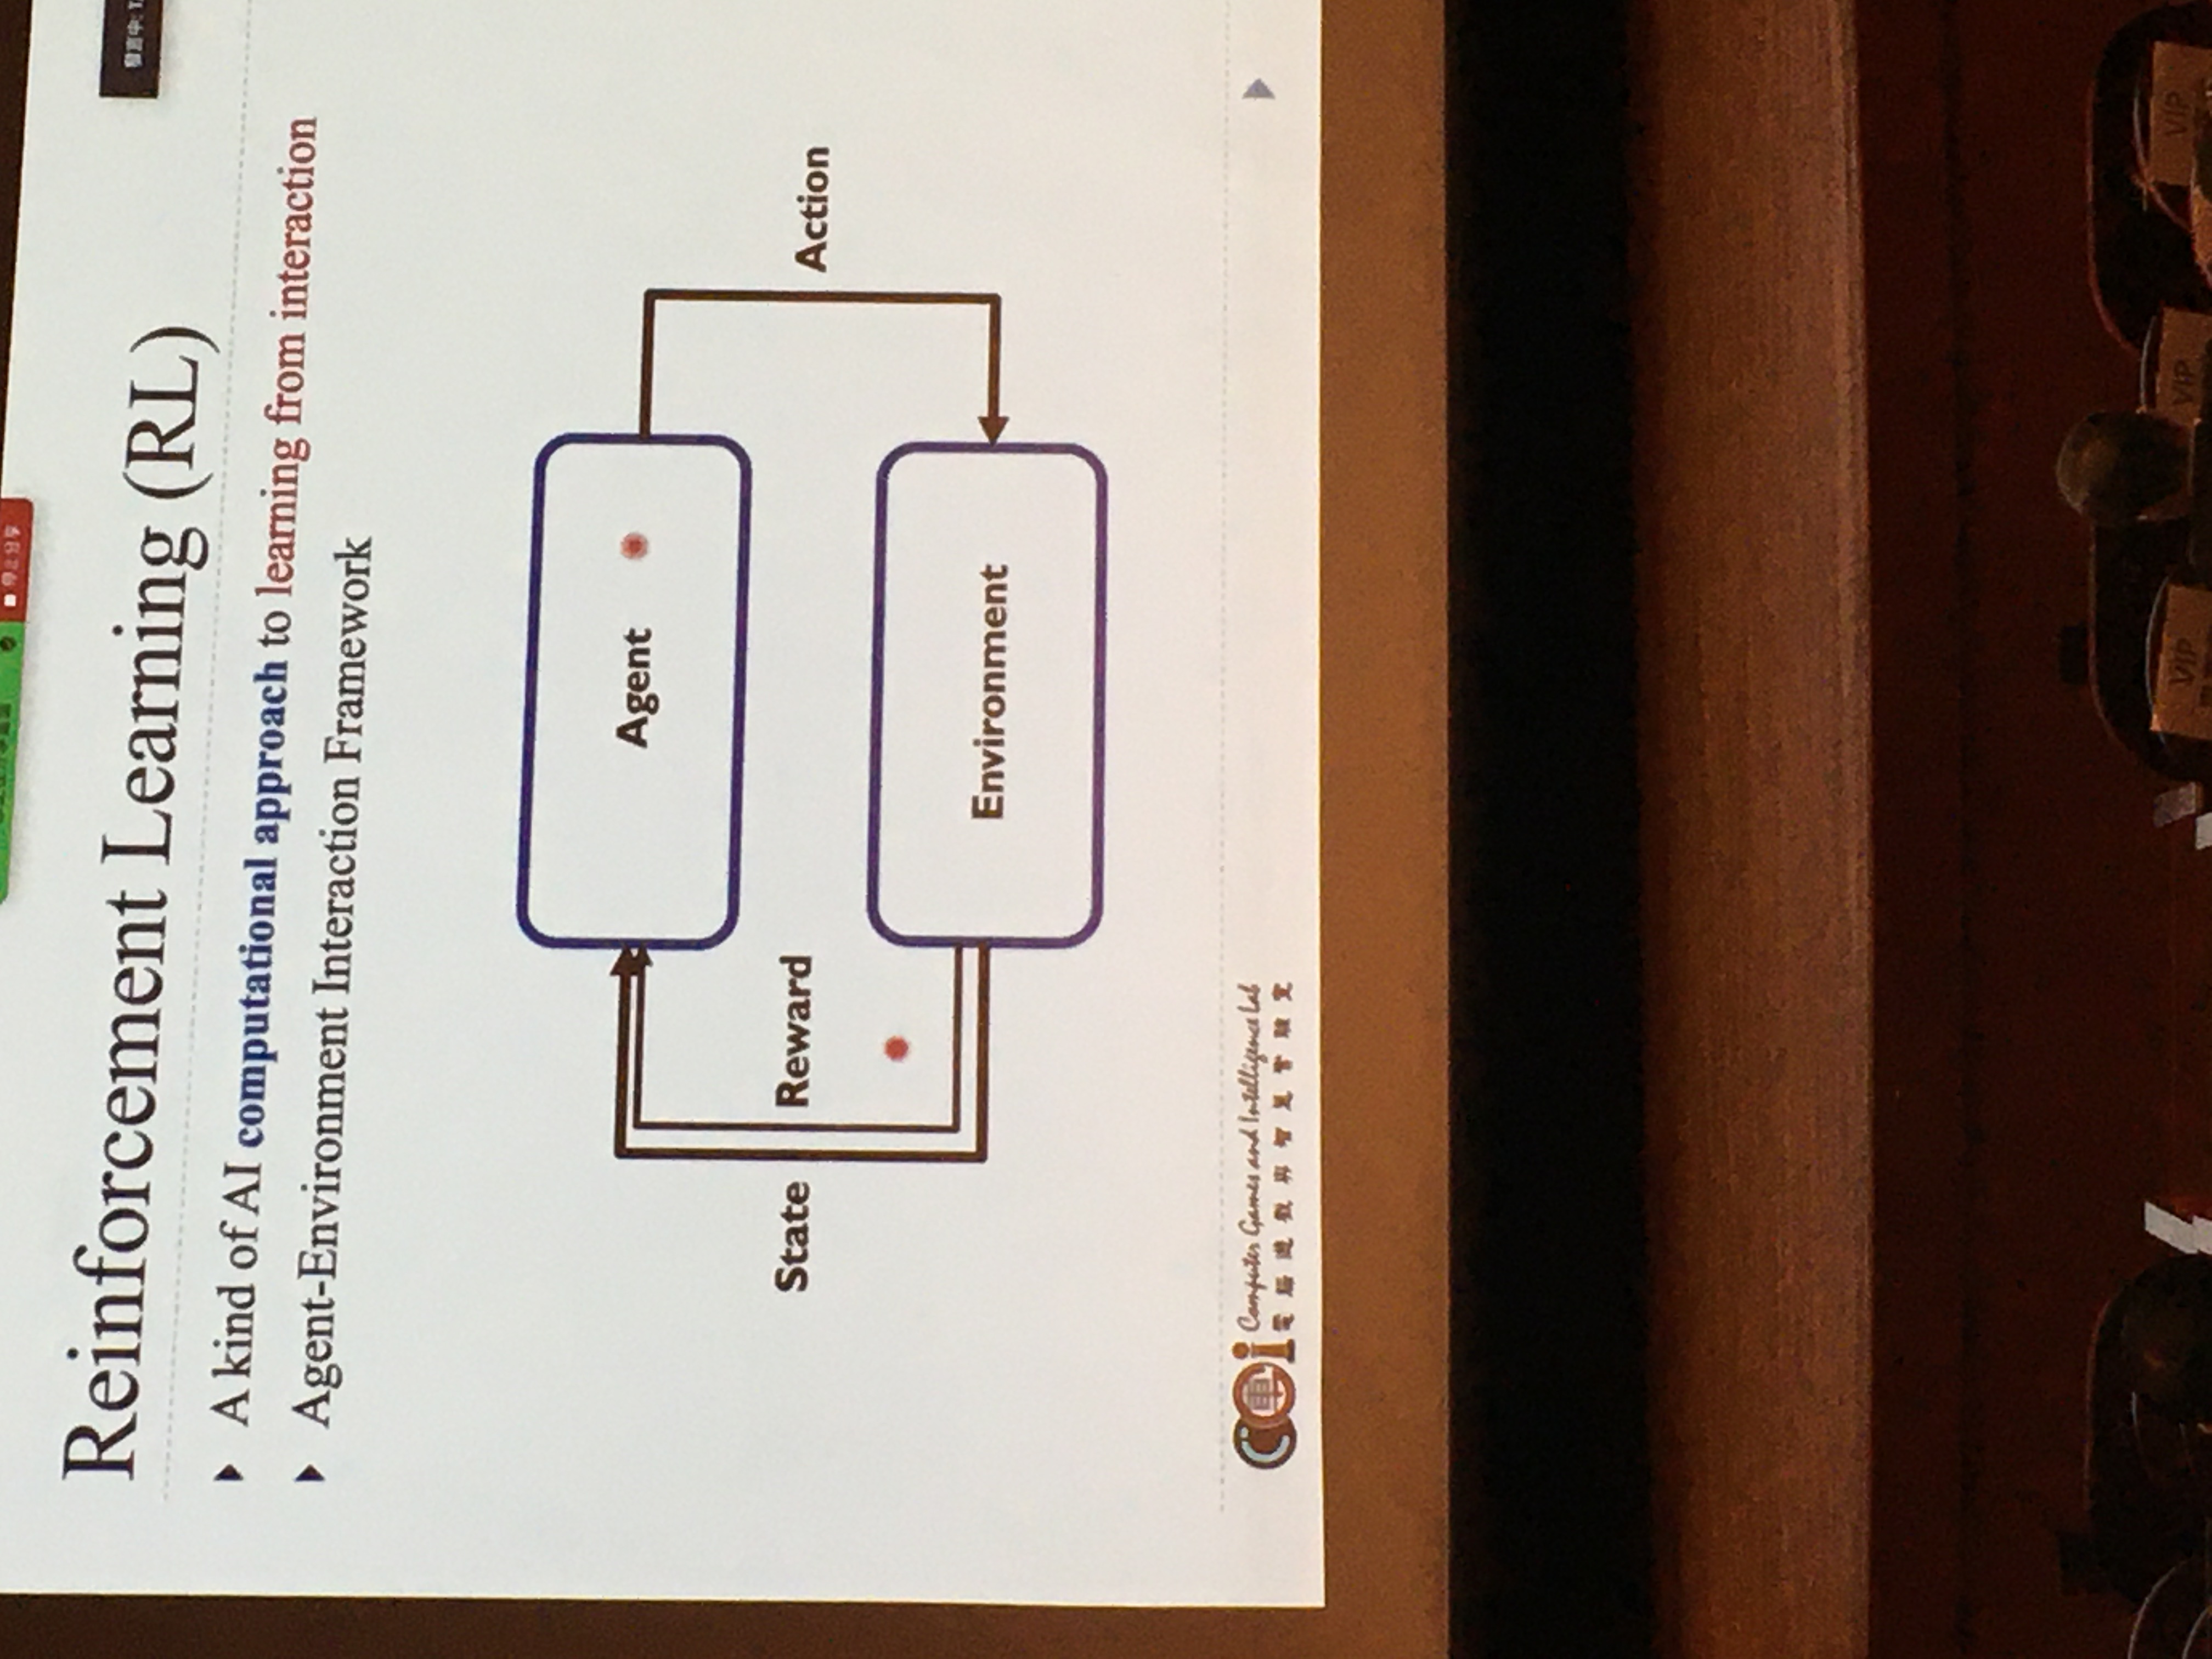 停止分享
Reinforcement Learning (RL)
發言中: T
A kind of AI computational approach to learning from interaction
Agent-Environment Interaction Framework
Agent
State
Reward
Action
Environment
Computer Games and Intelligence Lab
電腦遊戲與智慧實驗室
VIP
VIP
VIP